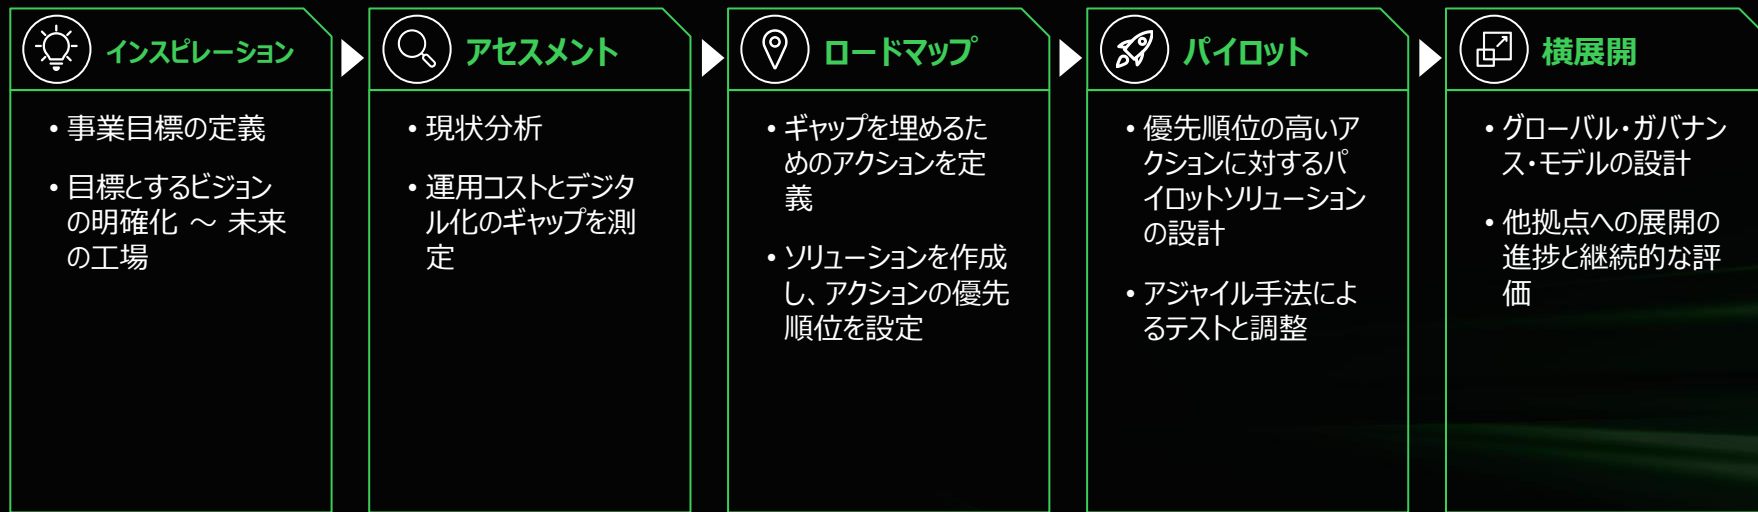 インスピレーション
• 事業目標の定義
• 目標とするビジョン
の明確化 ～ 未来
の工場
アセスメント
• 現状分析
• 運用コストとデジタ
ル化のギャップを測
定
ロードマップ
• ギャップを埋めるた
めのアクションを定
義
• ソリューションを作成
し、アクションの優先
順位を設定
パイロット
• 優先順位の高いア
クションに対するパ
イロットソリューション
の設計
• アジャイル手法によ
るテストと調整
横展開
• グローバル・ガバナン
ス・モデルの設計
• 他拠点への展開の
進捗と継続的な評
価